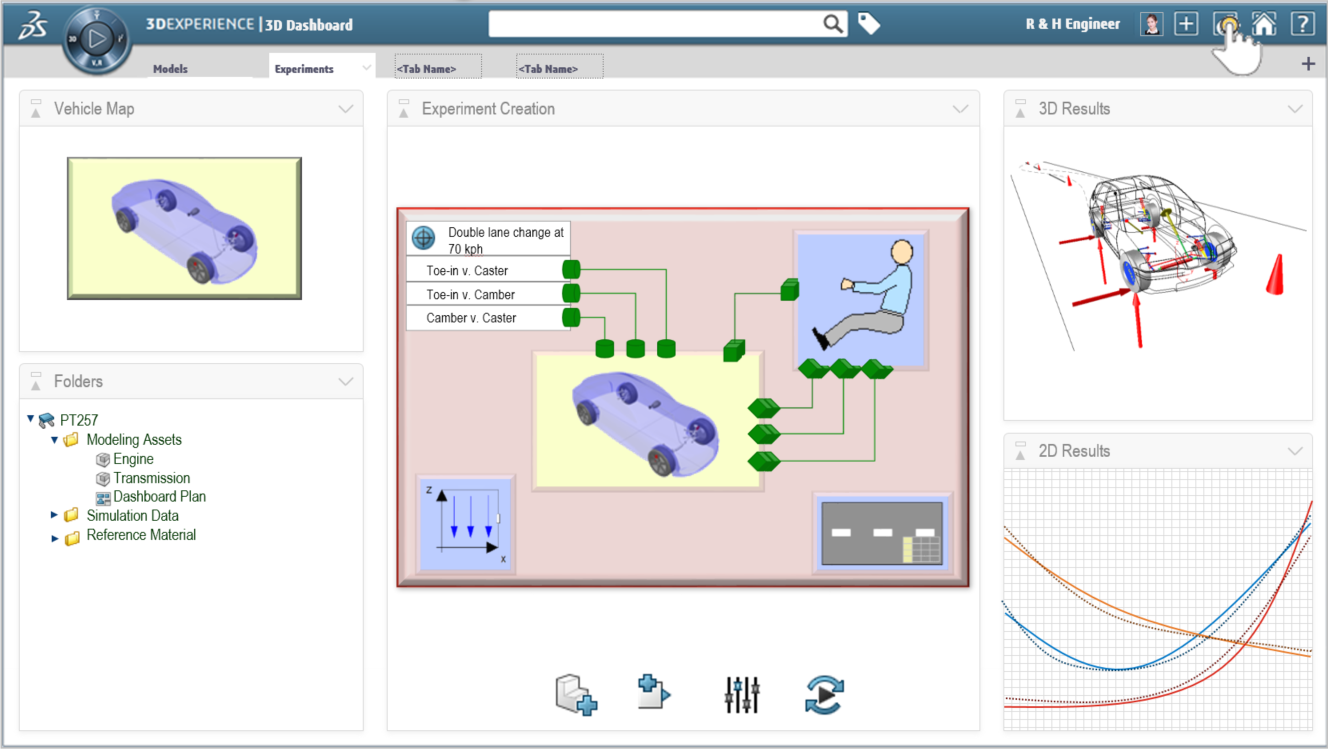 3DEXPERIENCE | 3D Dashboard
R & H Engineer
?
3D
V.R
Models
Experiments
<Tab Name>
<Tab Name>
+
Vehicle Map
Experiment Creation
3D Results
Double lane change at
70 kph
Toe-in v. Caster
Toe-in v. Camber
Camber v. Caster
z
x
Folders
PT257
Modeling Assets
Engine
Transmission
Dashboard Plan
Simulation Data
Reference Material
2D Results